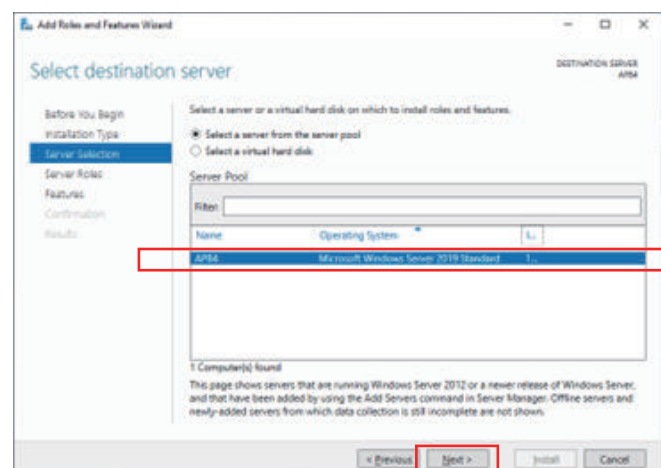 Add Roles and Features Wizard
Select destination server
DESTINATION SERVER
AP84
Before You Begin
Installation Type
Server Selection
Server Roles
Features
Confirmation
Results
Select a server or a virtual hard disk on which to install roles and features.
Select a server from the server pool
Select a virtual hard disk
Server Pool
Filter:
Name Operating System
AP84 Microsoft Windows Server 2019 Standard 1...
1 Computer(s) found
This page shows servers that are running Windows Server 2012 or a newer release of Windows Server,
and that have been added by using the Add Servers command in Server Manager. Offline servers and
newly-added servers from which data collection is still incomplete are not shown.
< Previous Next > Install Cancel